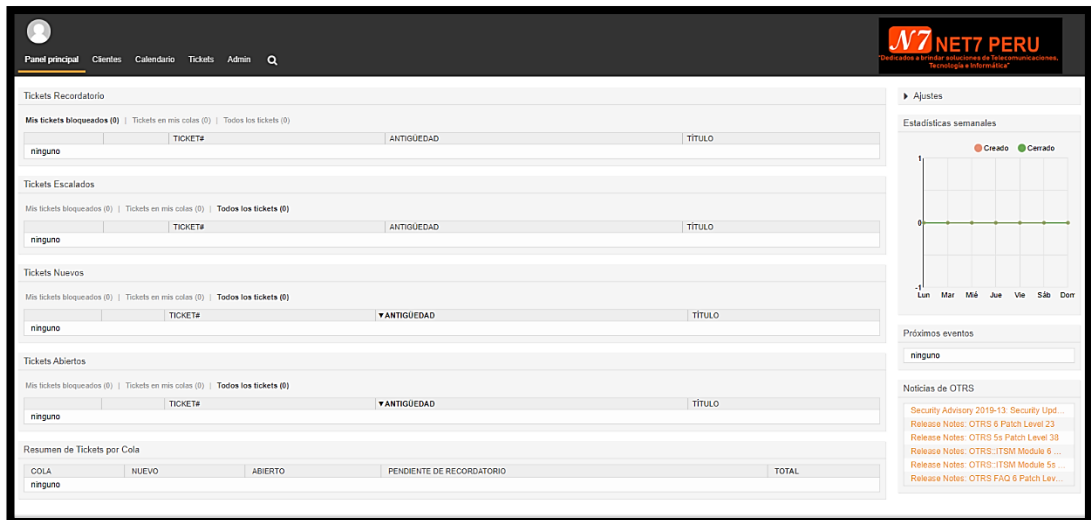 N7 NET7 PERU
"Dedicados a brindar soluciones de Telecomunicaciones,
Tecnología e Informática"
Panel principal Clientes Calendario Tickets Admin
Tickets Recordatorio
Mis tickets bloqueados (0) | Tickets en mis colas (0) | Todos los tickets (0)
TICKET# ANTIGÜEDAD TÍTULO
ninguno
Tickets Escalados
Mis tickets bloqueados (0) | Tickets en mis colas (0) | Todos los tickets (0)
TICKET# ANTIGÜEDAD TÍTULO
ninguno
Tickets Nuevos
Mis tickets bloqueados (0) | Tickets en mis colas (0) | Todos los tickets (0)
TICKET# ▼ANTIGÜEDAD TÍTULO
ninguno
Tickets Abiertos
Mis tickets bloqueados (0) | Tickets en mis colas (0) | Todos los tickets (0)
TICKET# ▼ANTIGÜEDAD TÍTULO
ninguno
Resumen de Tickets por Cola
COLA NUEVO ABIERTO PENDIENTE DE RECORDATORIO TOTAL
ninguno
Ajustes
Estadísticas semanales
Creado Cerrado
1
0
-1
Lun Mar Mié Jue Vie Sáb Dom
Próximos eventos
ninguno
Noticias de OTRS
Security Advisory 2019-13: Security Upd...
Release Notes: OTRS 6 Patch Level 23
Release Notes: OTRS 5s Patch Level 38
Release Notes: OTRS::ITSM Module 6 ...
Release Notes: OTRS::ITSM Module 5s ...
Release Notes: OTRS FAQ 6 Patch Lev...